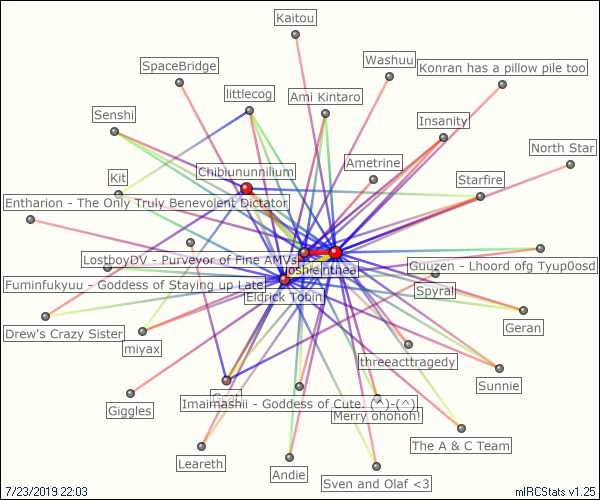 Kaitou
Washuu
SpaceBridge
Konran has a pillow pile too
littlecog
Ami Kintaro
Senshi
Insanity
North Star
Ametrine
Chiblununnilium
Kit
Starfire
Entharion - The Only Truly Benevolent Dictator
LostboyDV - Purveyor of Fine AMVs
Guuzen - Lhoord ofg Tyup0osd
Fuminfukyuu - Goddess of Staying up Late
Spyral
Eldrick Tobin
Geran
Drew's Crazy Sister
miyax
threeacttragedy
Sunnie
Imaimashii - Goddess of Cute. (^)-(^)
Giggles
Merry ohohoh!
The A & C Team
Leareth
Andie
Sven and Olaf <3
7/23/2019 22:03
mIRCStats v1.25